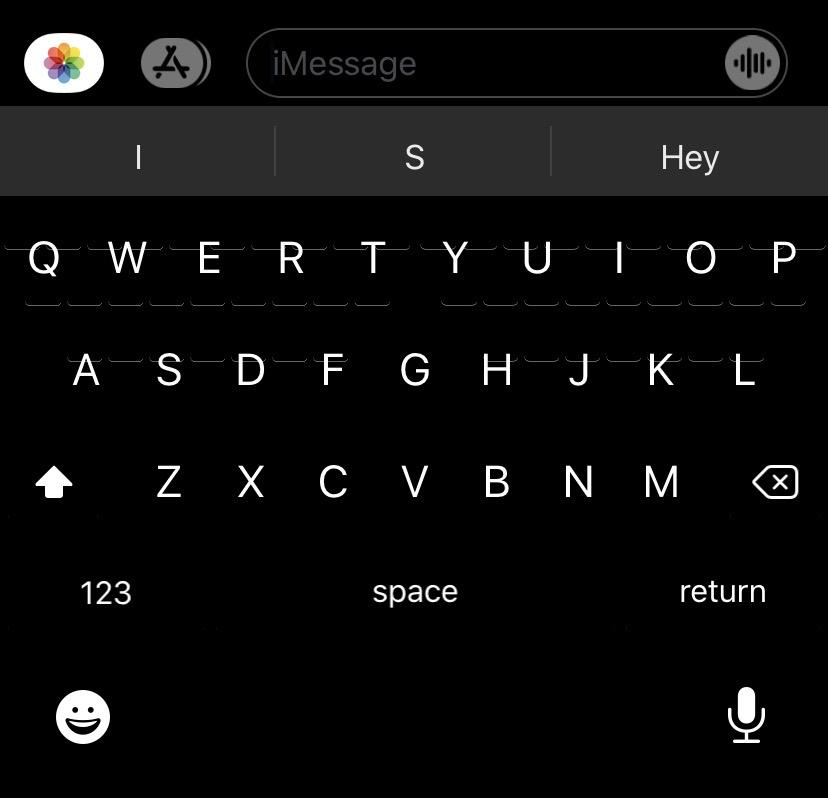 iMessage
I S Hey
Q W E R T Y U I O P
A S D F G H J K L
Z X C V B N M
123 space return